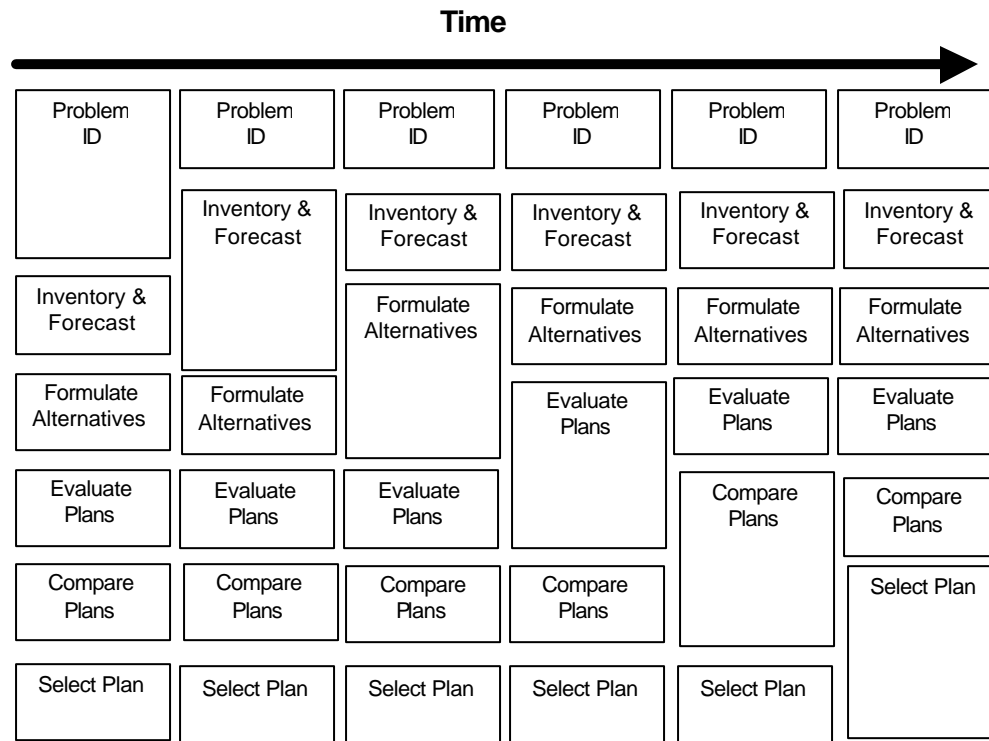 Time
Problem
ID
Problem
ID
Problem
ID
Problem
ID
Problem
ID
Problem
ID
Inventory &
Forecast
Inventory &
Forecast
Inventory &
Forecast
Inventory &
Forecast
Inventory &
Forecast
Inventory &
Forecast
Formulate
Alternatives
Formulate
Alternatives
Formulate
Alternatives
Formulate
Alternatives
Formulate
Alternatives
Formulate
Alternatives
Evaluate
Plans
Evaluate
Plans
Evaluate
Plans
Evaluate
Plans
Evaluate
Plans
Evaluate
Plans
Compare
Plans
Compare
Plans
Compare
Plans
Compare
Plans
Compare
Plans
Compare
Plans
Select Plan
Select Plan
Select Plan
Select Plan
Select Plan
Select Plan